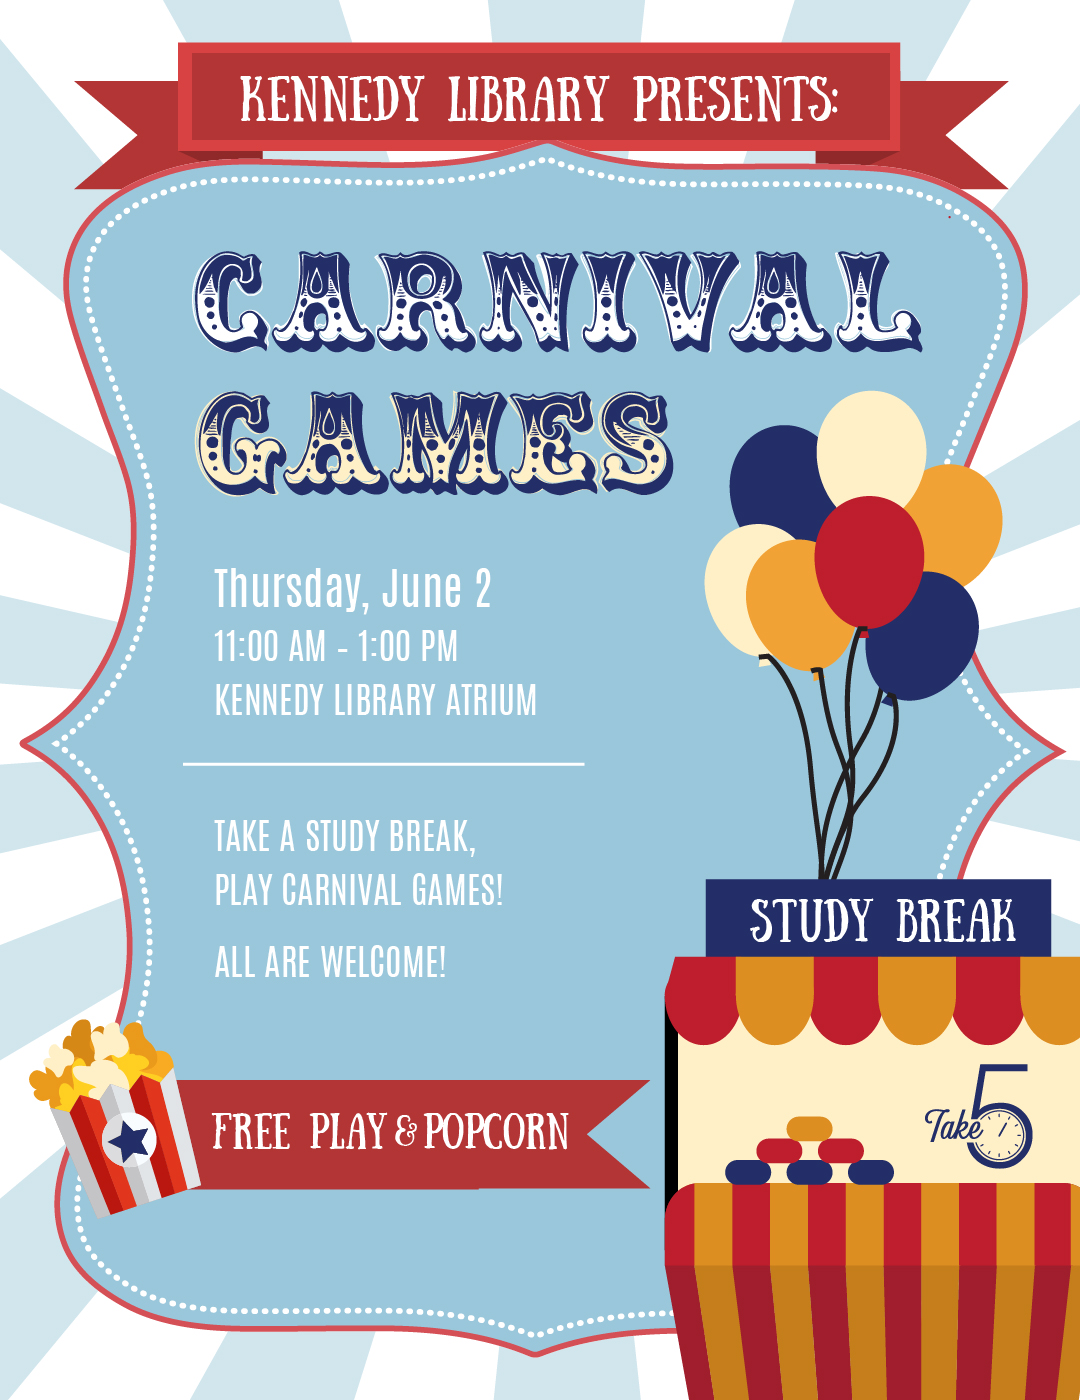 KENNEDY LIBRARY PRESENTS:
CARNIVAL
GAMES
Thursday, June 2
11:00 AM – 1:00 PM
KENNEDY LIBRARY ATRIUM
TAKE A STUDY BREAK,
PLAY CARNIVAL GAMES!
ALL ARE WELCOME!
STUDY BREAK
Take 5
FREE PLAY & POPCORN